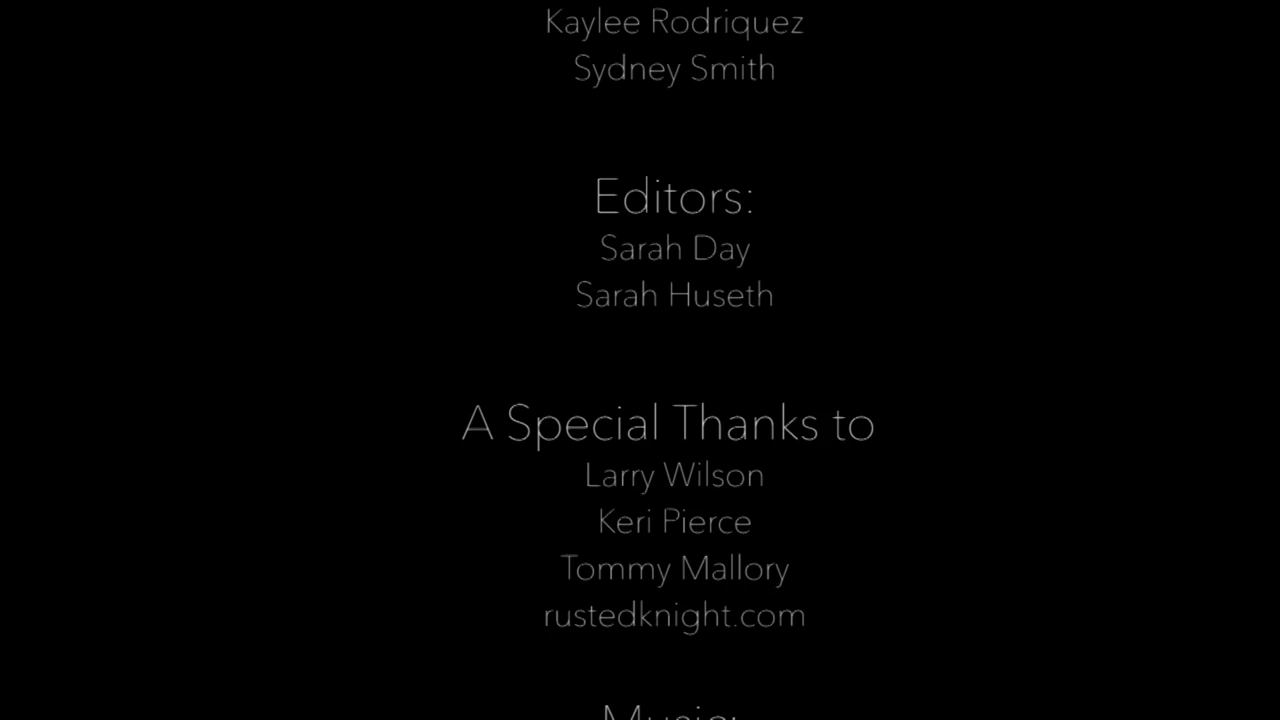 Kaylee Rodriquez
Sydney Smith
Editors:
Sarah Day
Sarah Huseth
A Special Thanks to
Larry Wilson
Keri Pierce
Tommy Mallory
rustedknight.com
Music: